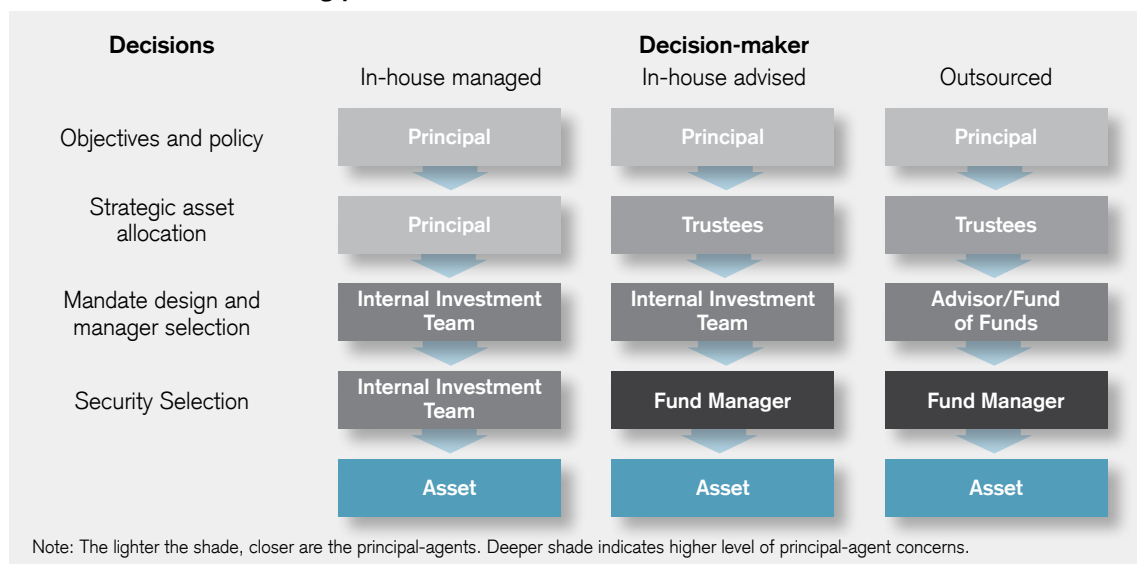 Decisions
Decision-maker
In-house managed
In-house advised
Outsourced
Objectives and policy
Principal
Principal
Principal
Strategic asset
allocation
Principal
Trustees
Trustees
Mandate design and
manager selection
Internal Investment
Team
Internal Investment
Team
Advisor/Fund
of Funds
Security Selection
Internal Investment
Team
Fund Manager
Fund Manager
Asset
Asset
Asset
Note: The lighter the shade, closer are the principal-agents. Deeper shade indicates higher level of principal-agent concerns.